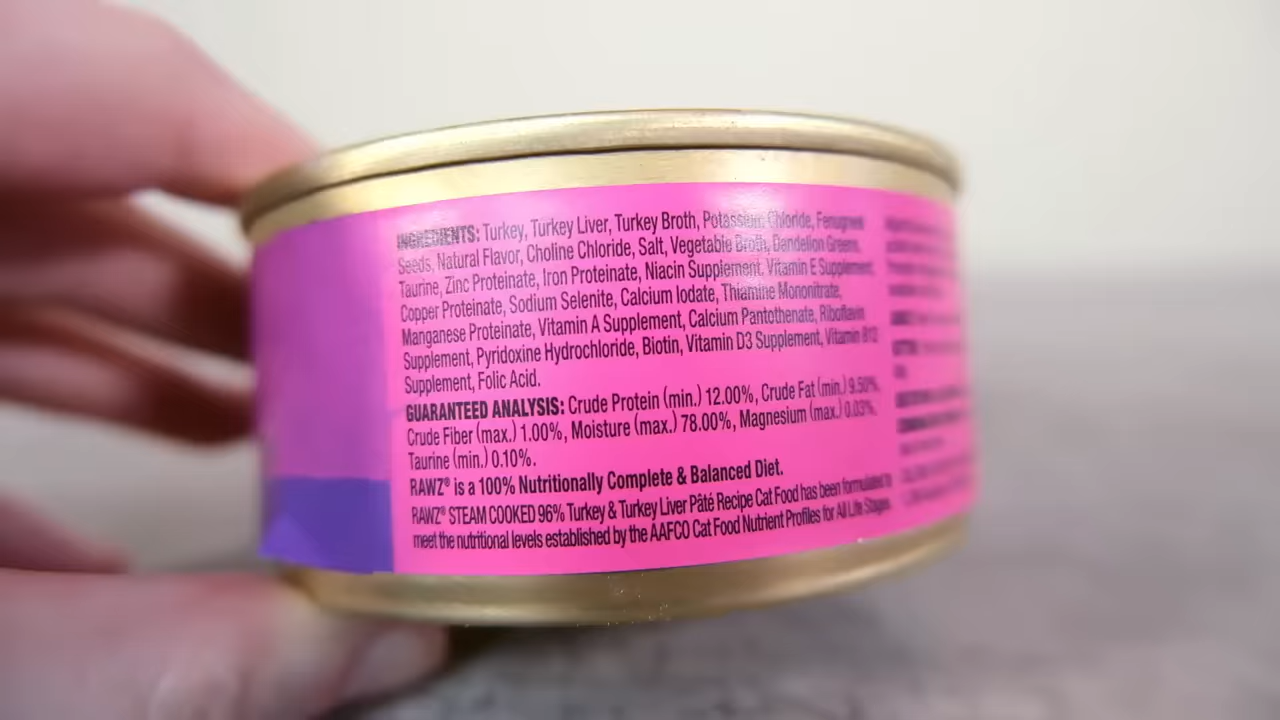 INGREDIENTS: Turkey, Turkey Liver, Turkey Broth, Potassium Chloride, Fenugreek
Seeds, Natural Flavor, Choline Chloride, Salt, Vegetable Broth, Dandelion Greens,
Taurine, Zinc Proteinate, Iron Proteinate, Niacin Supplement, Vitamin E Supplement,
Copper Proteinate, Sodium Selenite, Calcium Iodate, Thiamine Mononitrate,
Manganese Proteinate, Vitamin A Supplement, Calcium Pantothenate, Riboflavin
Supplement, Pyridoxine Hydrochloride, Biotin, Vitamin D3 Supplement, Vitamin B12
Supplement, Folic Acid.
GUARANTEED ANALYSIS: Crude Protein (min.) 12.00%, Crude Fat (min.) 9.50%,
Crude Fiber (max.) 1.00%, Moisture (max.) 78.00%, Magnesium (max.) 0.03%,
Taurine (min.) 0.10%.
RAWZ® is a 100% Nutritionally Complete & Balanced Diet.
RAWZ® STEAM COOKED 96% Turkey & Turkey Liver Pâté Recipe Cat Food has been formulated to
meet the nutritional levels established by the AAFCO Cat Food Nutrient Profiles for All Life Stages.